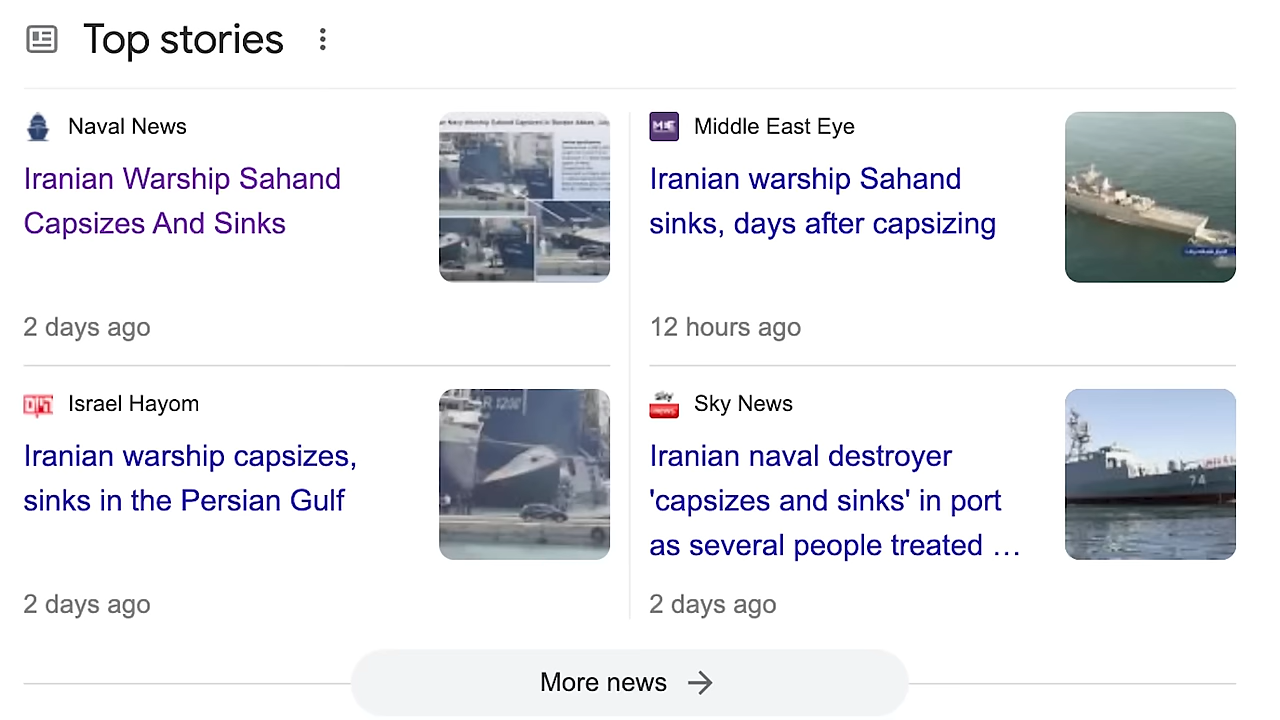 Top stories
Naval News
Iranian Warship Sahand
Capsizes And Sinks
2 days ago
Middle East Eye
Iranian warship Sahand
sinks, days after capsizing
12 hours ago
Israel Hayom
Iranian warship capsizes,
sinks in the Persian Gulf
2 days ago
sky news
Sky News
Iranian naval destroyer
'capsizes and sinks' in port
as several people treated …
74
2 days ago
More news